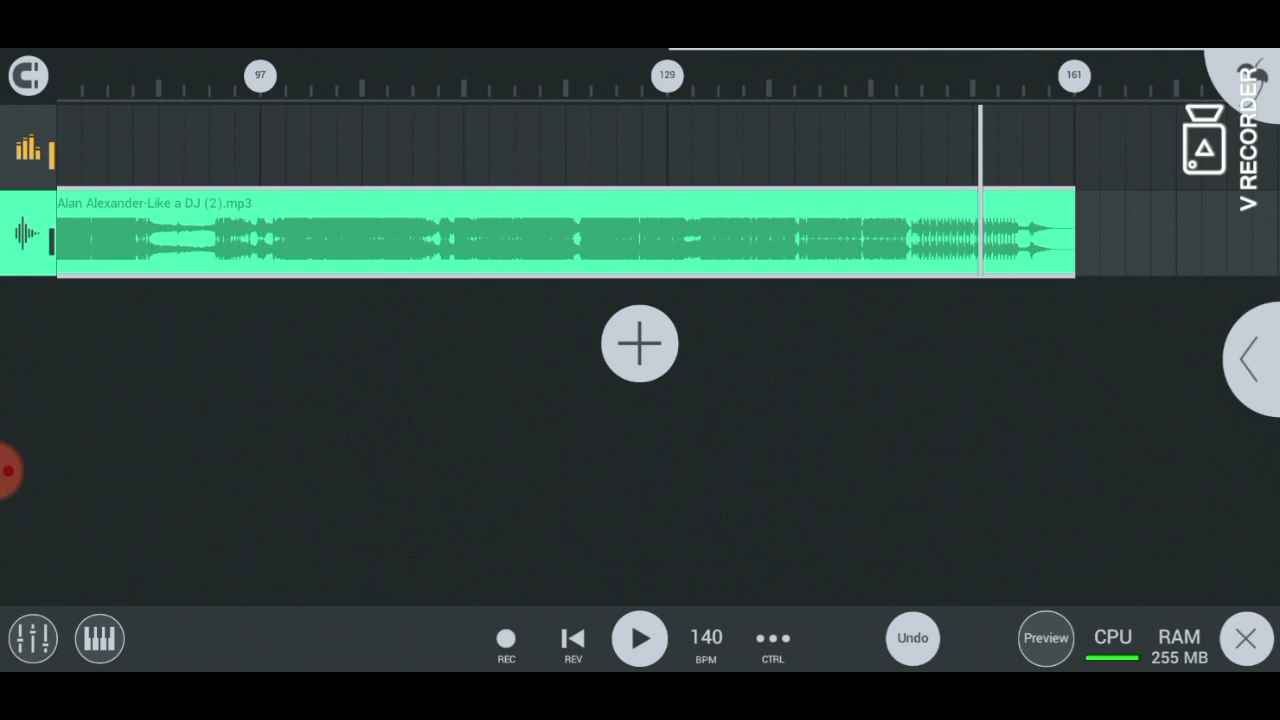 97
129
161
V RECORDER
Alan Alexander-Like a DJ (2).mp3
REC
REV
140
BPM
CTRL
Undo
Preview
CPU
RAM
255 MB